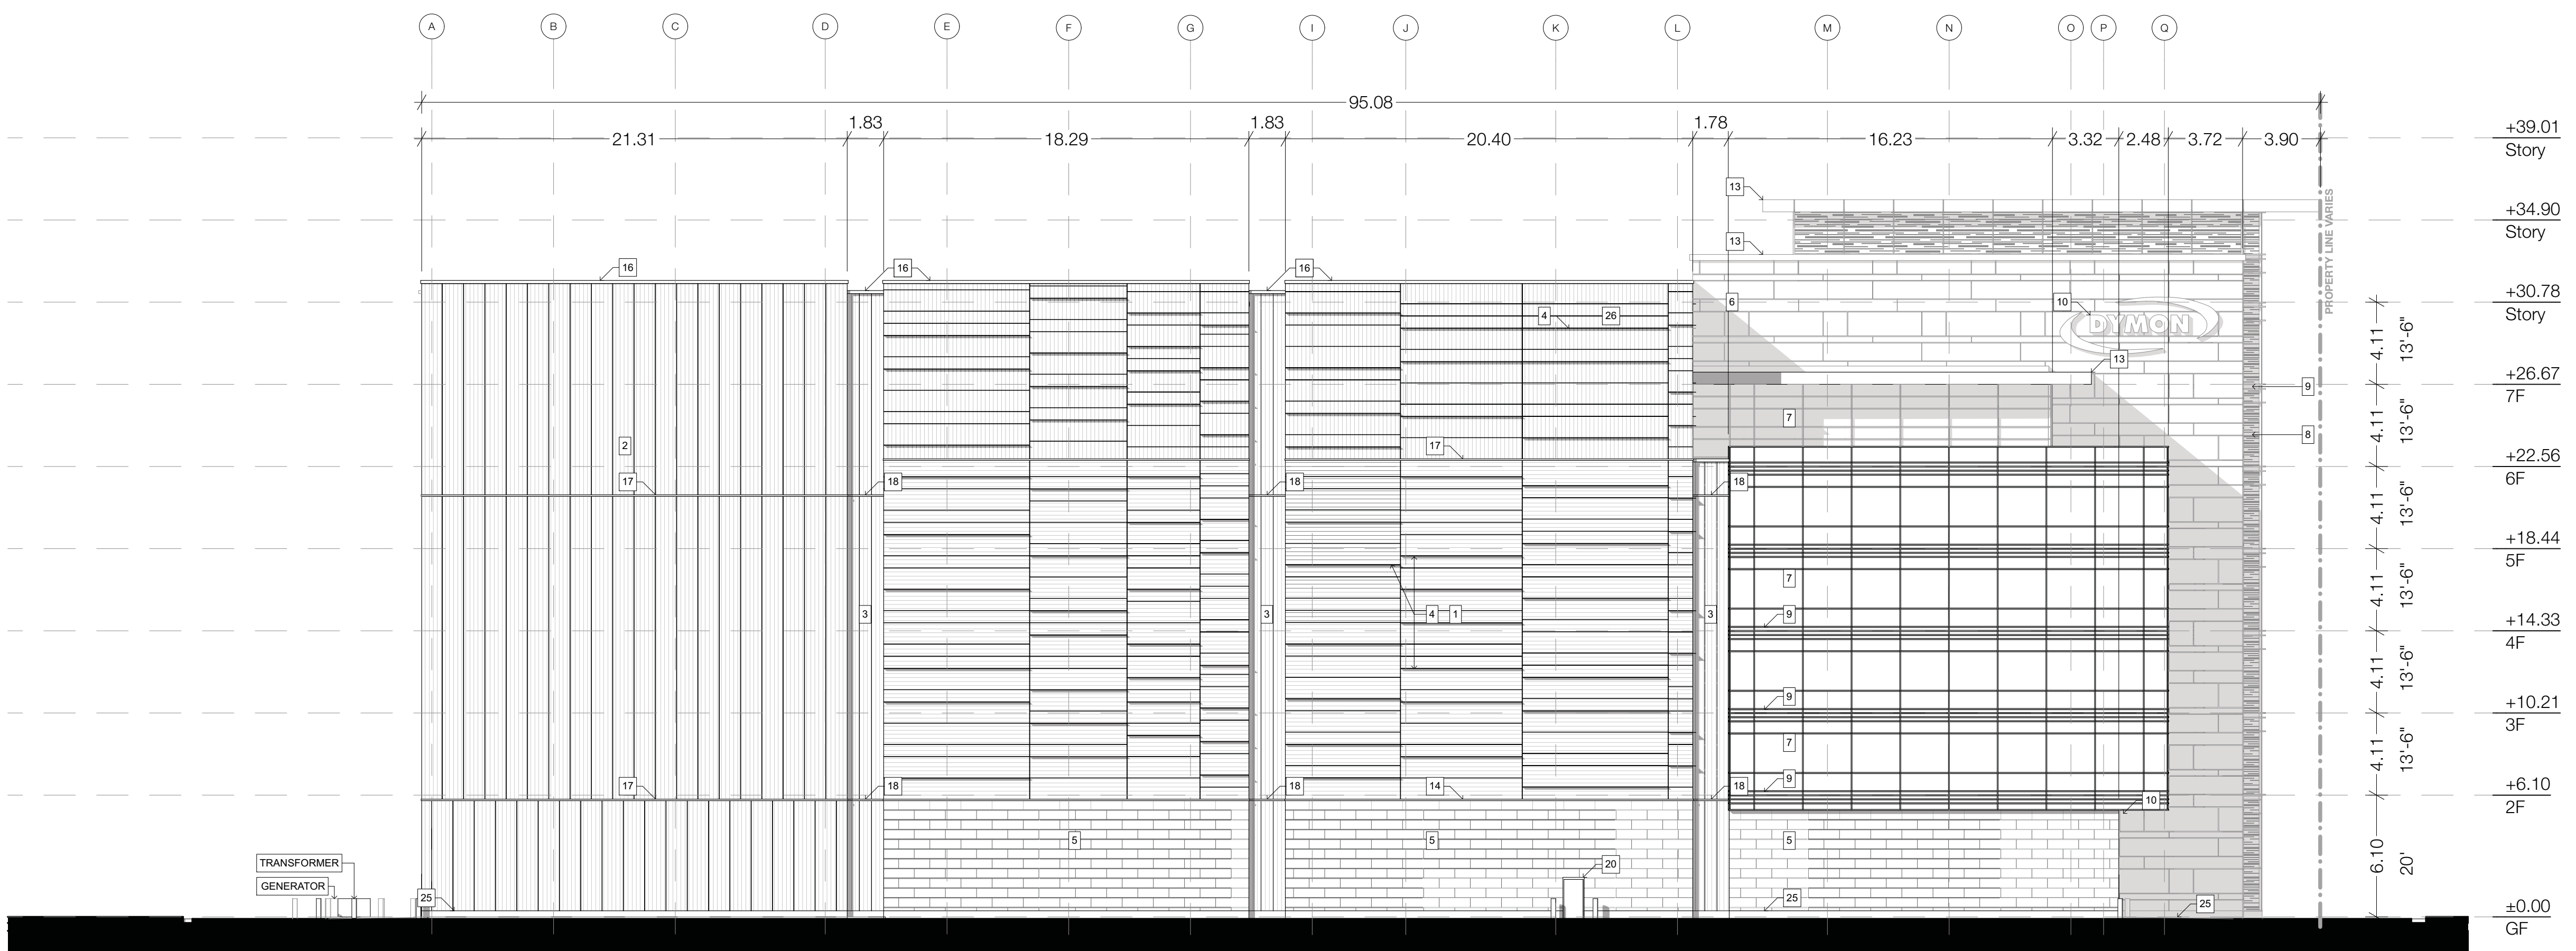 A B C D E F G I J K L M N O P Q
95.08
21.31 1.83 18.29 1.83 20.40 1.78 16.23 3.32 2.48 3.72 3.90
+39.01
Story
13
PROPERTY LINE VARIES
+34.90
Story
13
16 16 16
6 10
+30.78
Story
4 26
DYMON
4.11 13'-6"
13
+26.67
7F
9
7
8
4.11 13'-6"
2 17
+22.56
6F
17 18 18 18
4.11 13'-6"
+18.44
5F
7
4.11 13'-6"
3 3 4 1 3 9
+14.33
4F
4.11 13'-6"
9
+10.21
3F
7
4.11 13'-6"
9
17 18 18 14 18
+6.10
2F
10
5 5 5
6.10 20'
TRANSFORMER
20
GENERATOR
25 25 25
±0.00
GF